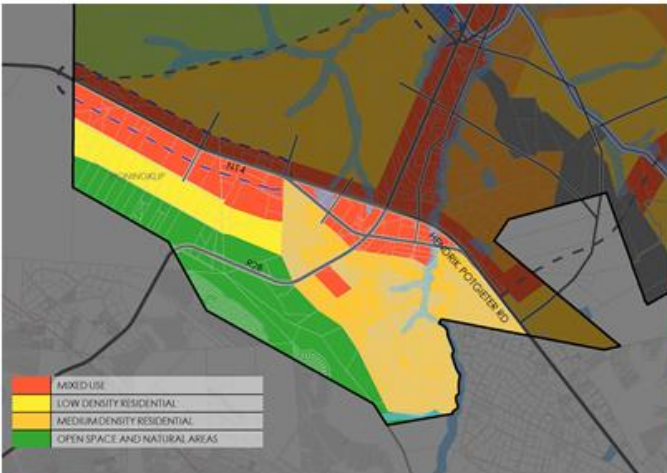 N14
HENDRIK POTGIETER RD
R28
MIXED USE
LOW DENSITY RESIDENTIAL
MEDIUM DENSITY RESIDENTIAL
OPEN SPACE AND NATURAL AREAS